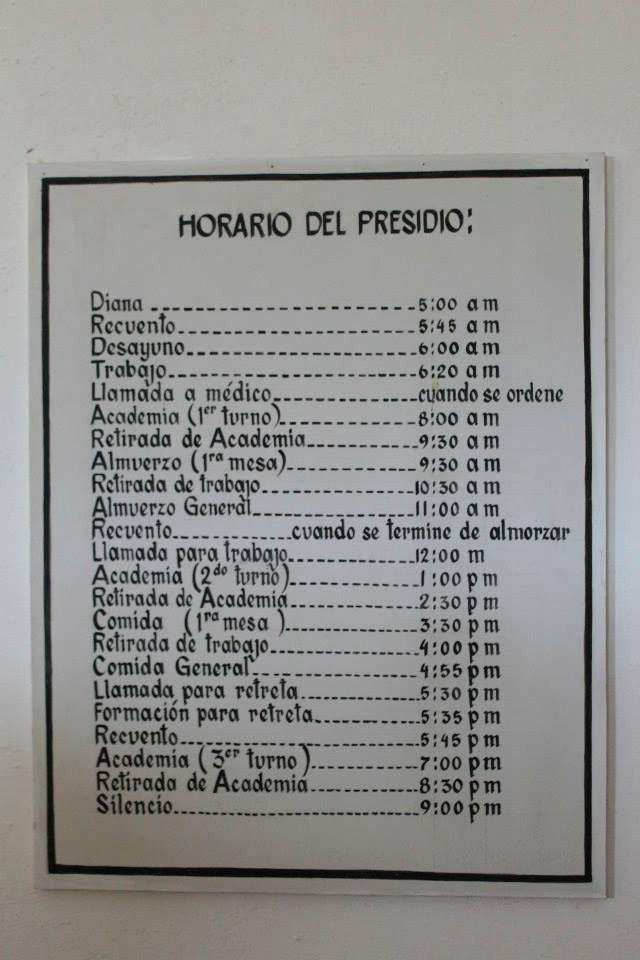 HORARIO DEL PRESIDIO:
Diana -------------------- 5:00 am
Recuento -------------------- 5:45 am
Desayuno -------------------- 6:00 am
Trabajo -------------------- 6:20 am
Llamada a médico -------------------- cuando se ordene
Academia (1er turno) -------------------- 8:00 am
Retirada de Academia -------------------- 9:30 am
Almuerzo (1ra mesa) -------------------- 9:30 am
Retirada de trabajo -------------------- 10:30 am
Almuerzo General -------------------- 11:00 am
Recuento -------------------- cuando se termine de almorzar
Llamada para trabajo -------------------- 12:00 m
Academia (2do turno) -------------------- 1:00 pm
Retirada de Academia -------------------- 2:30 pm
Comida (1ra mesa) -------------------- 3:30 pm
Retirada de trabajo -------------------- 4:00 pm
Comida General -------------------- 4:55 pm
Llamada para retreta -------------------- 5:30 pm
Formación para retreta -------------------- 5:35 pm
Recuento -------------------- 5:45 pm
Academia (3er turno) -------------------- 7:00 pm
Retirada de Academia -------------------- 8:30 pm
Silencio -------------------- 9:00 pm